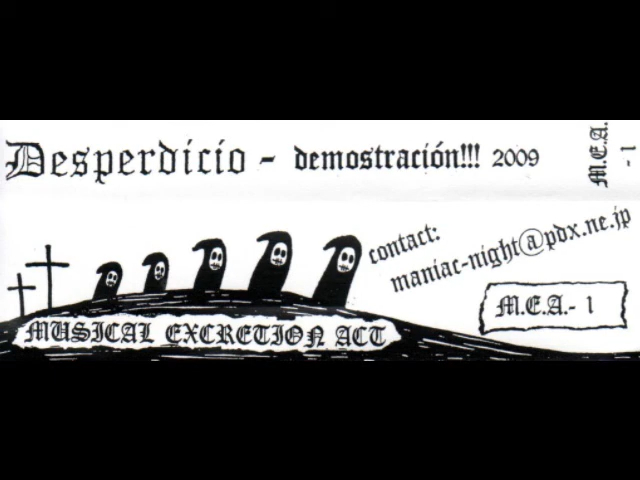 Desperdicio - demostración!!! 2009
M.E.A.
- 1
contact:
maniac-night@pdx.ne.jp
M.E.A.- 1
MUSICAL EXCRETION ACT